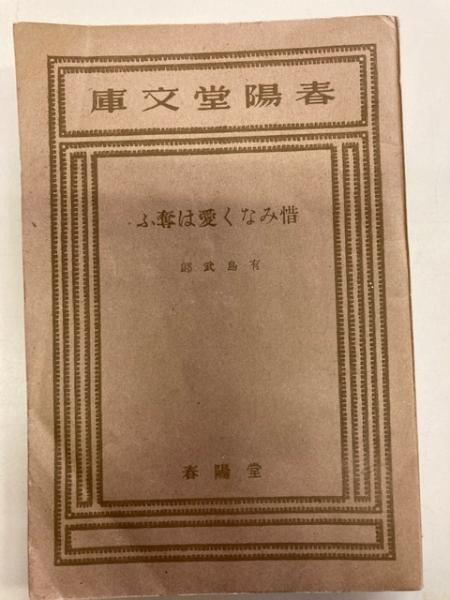 春陽堂文庫
惜みなく愛は奪ふ
有島武郎
春陽堂